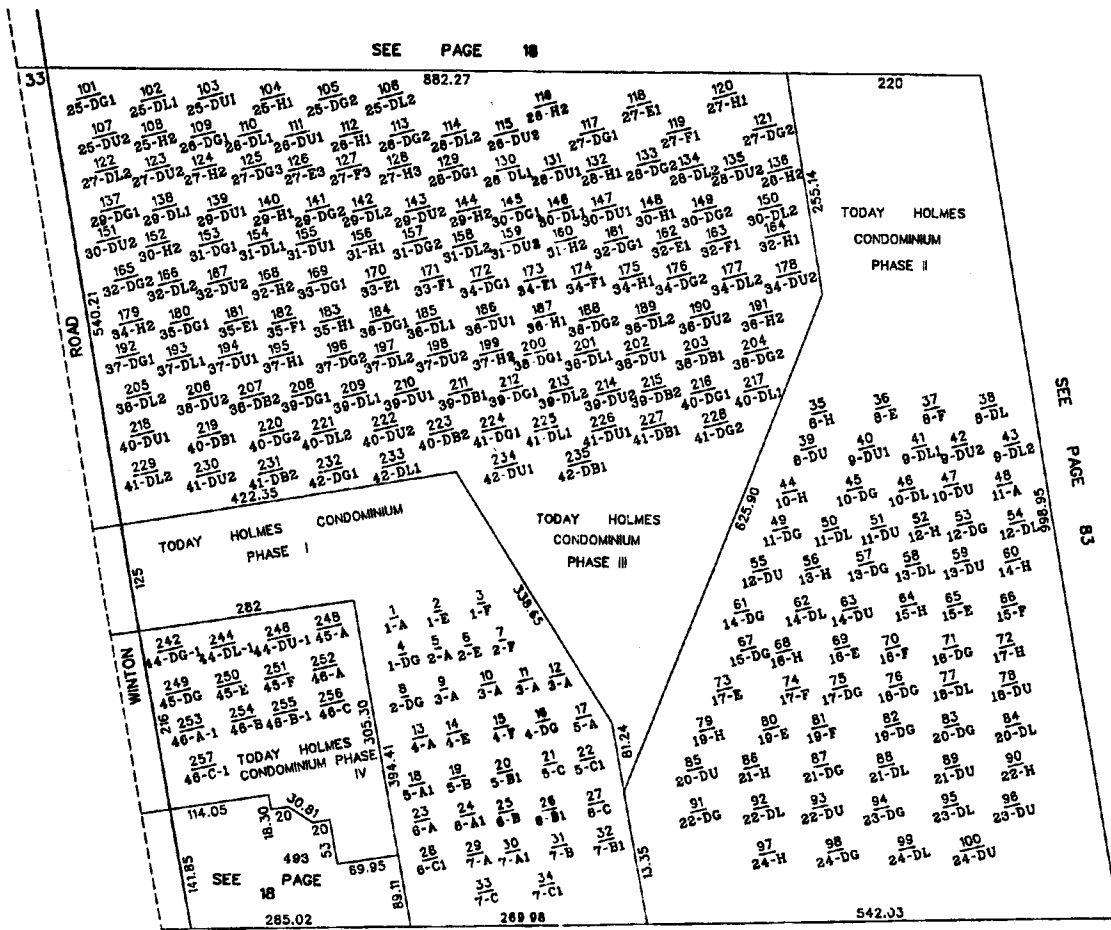 SEE PAGE 18
33
882.27
220
101 102 103 104 105 106
25-DG1 25-DL1 25-DU1 25-H1 25-DG2 25-DL2
116 118 120
26-H2 27-E1 27-H1
107 108 109 110 111 112 113 114 115 117 119 121
25-DU2 25-H2 26-DG1 26-DL1 26-DU1 26-H1 26-DG2 26-DL2 26-DU2 27-DG1 27-F1 27-DG2
122 123 124 125 126 127 128 129 130 131 132 133 134 135 136
27-DL2 27-DU2 27-H2 27-DG3 27-E3 27-F3 27-H3 28-DG1 28-DL1 28-DU1 28-H1 28-DG2 28-DL2 28-DU2 28-H2
137 138 139 140 141 142 143 144 145 146 147 148 149 150
29-DG1 29-DL1 29-DU1 29-H1 29-DG2 29-DL2 29-DU2 29-H2 30-DG1 30-DL1 30-DU1 30-H1 30-DG2 30-DL2
151 152 153 154 155 156 157 158 159 160 161 162 163 164
30-DU2 30-H2 31-DG1 31-DL1 31-DU1 31-H1 31-DG2 31-DL2 31-DU2 31-H2 32-DG1 32-E1 32-F1 32-H1
165 166 167 168 169 170 171 172 173 174 175 176 177 178
32-DG2 32-DL2 32-DU2 32-H2 33-DG1 33-E1 33-F1 34-DG1 34-E1 34-F1 34-H1 34-DG2 34-DL2 34-DU2
179 180 181 182 183 184 185 186 187 188 189 190 191
34-H2 35-DG1 35-E1 35-F1 35-H1 36-DG1 36-DL1 36-DU1 36-H1 36-DG2 36-DL2 36-DU2 36-H2
192 193 194 195 196 197 198 199 200 201 202 203 204
37-DG1 37-DL1 37-DU1 37-H1 37-DG2 37-DL2 37-DU2 37-H2 38-DG1 38-DL1 38-DU1 38-DB1 38-DG2
205 206 207 208 209 210 211 212 213 214 215 216 217
38-DL2 38-DU2 38-DB2 39-DG1 39-DL1 39-DU1 39-DB1 39-DG1 39-DL2 39-DU2 39-DB2 40-DG1 40-DL1
218 219 220 221 222 223 224 225 226 227 228
40-DU1 40-DB1 40-DG2 40-DL2 40-DU2 40-DB2 41-DG1 41-DL1 41-DU1 41-DB1 41-DG2
229 230 231 232 233 234 235
41-DL2 41-DU2 41-DB2 42-DG1 42-DL1 42-DU1 42-DB1
422.35
255.14
TODAY HOLMES
CONDOMINIUM
PHASE II
540.21
ROAD
TODAY HOLMES CONDOMINIUM
PHASE I
125
282
338.65
TODAY HOLMES
CONDOMINIUM
PHASE III
625.90
SEE PAGE 83
998.95
35 36 37 38
8-H 8-E 8-F 8-DL
39 40 41 42 43
8-DU 9-DU1 9-DL1 9-DU2 9-DL2
44 45 46 47 48
10-H 10-DG 10-DL 10-DU 11-A
49 50 51 52 53 54
11-DG 11-DL 11-DU 12-H 12-DG 12-DL
55 56 57 58 59 60
12-DU 13-H 13-DG 13-DL 13-DU 14-H
61 62 63 64 65 66
14-DG 14-DL 14-DU 15-H 15-E 15-F
67 68 69 70 71 72
15-DG 16-H 16-E 16-F 16-DG 17-H
73 74 75 76 77 78
17-E 17-F 17-DG 18-DG 18-DL 18-DU
79 80 81 82 83 84
19-H 19-E 19-F 19-DG 20-DG 20-DL
85 86 87 88 89 90
20-DU 21-H 21-DG 21-DL 21-DU 22-H
91 92 93 94 95 96
22-DG 22-DL 22-DU 23-DG 23-DL 23-DU
97 98 99 100
24-H 24-DG 24-DL 24-DU
542.03
1 2 3
1-A 1-E 1-F
4 5 6 7
1-DG 2-A 2-E 2-F
8 9 10 11 12
2-DG 3-A 3-A 3-A 3-A
13 14 15 16 17
4-A 4-E 4-F 4-DG 5-A
18 19 20 21 22
5-A1 5-B 5-B1 5-C 5-C1
23 24 25 26 27
6-A 6-A1 6-B 6-B1 6-C
28 29 30 31 32
6-C1 7-A 7-A1 7-B 7-B1
33 34
7-C 7-C1
81.24
269.98
WINTON
216
242 244 246 248
44-DG-1 44-DL-1 44-DU-1 45-A
249 250 251 252
45-DG 45-E 45-F 46-A
253 254 255 256
46-A-1 46-B 46-B-1 46-C
257
46-C-1
TODAY HOLMES
CONDOMINIUM PHASE
IV
305.30
394.41
114.05
18.30
20
30.81
20
53
69.95
493
SEE PAGE
18
141.85
89.11
285.02